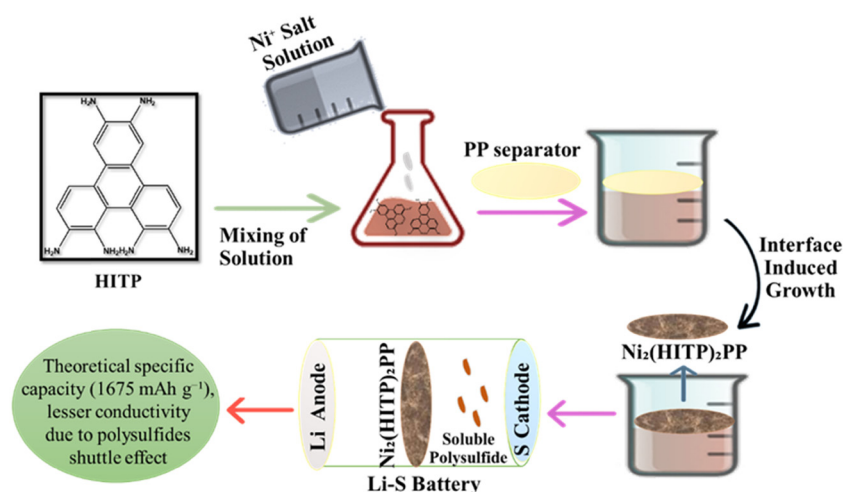 Ni⁺ Salt
Solution
H₂N
NH₂
H₂N
NH₂H₂N
NH₂
HITP
Mixing of
Solution
PP separator
Interface
Induced
Growth
Ni₂(HITP)₂PP
Theoretical specific
capacity (1675 mAh g⁻¹),
lesser conductivity
due to polysulfides
shuttle effect
Li Anode
Ni₂(HITP)₂PP
Soluble
Polysulfide
S Cathode
Li-S Battery